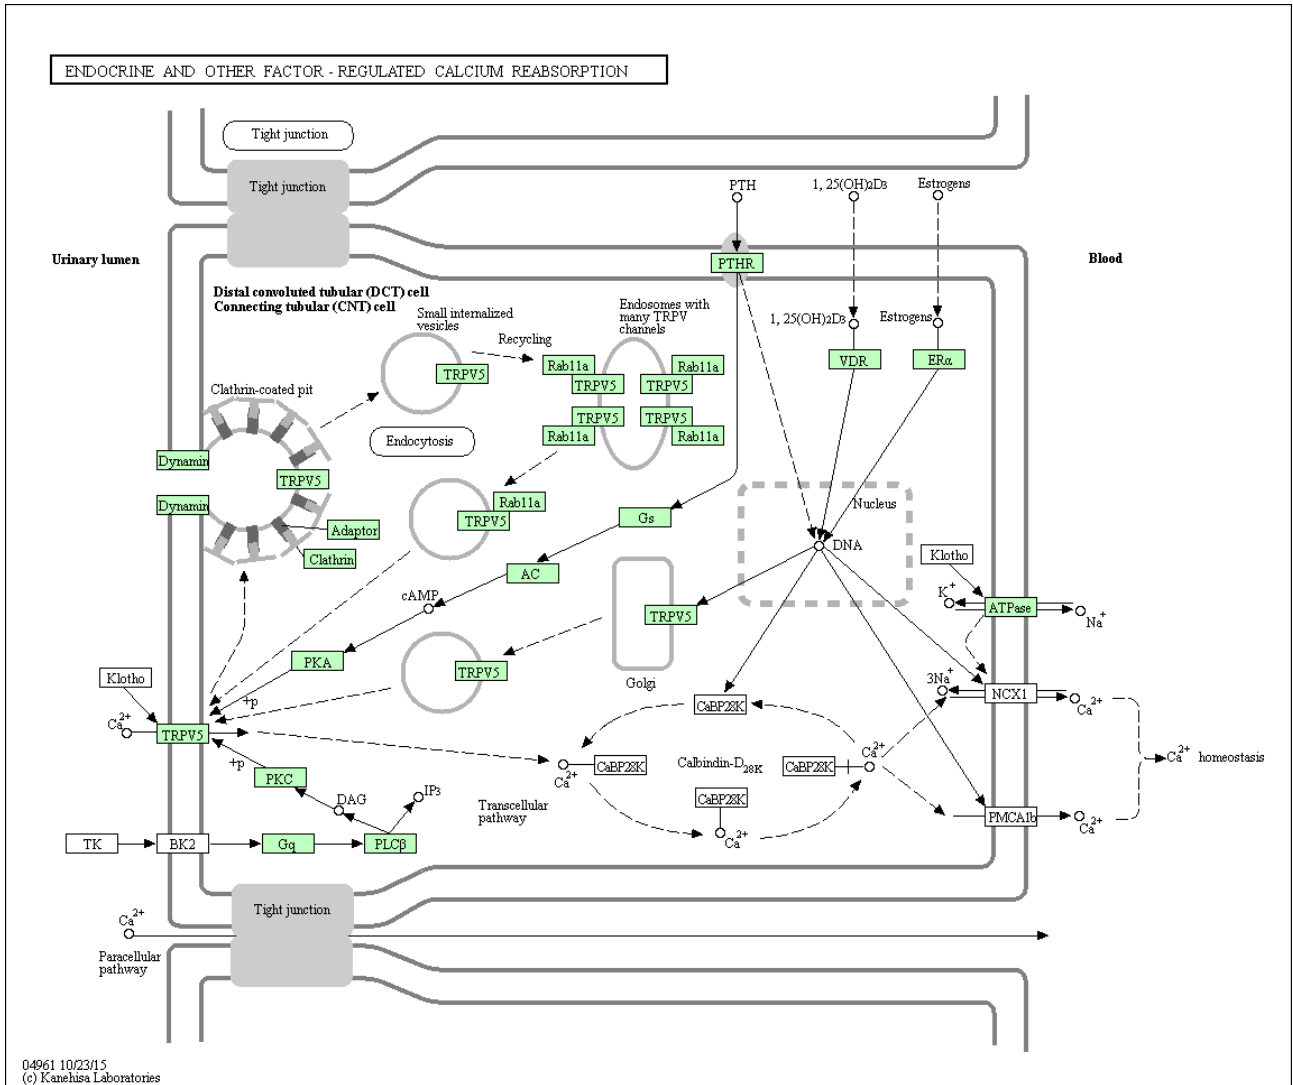 ENDOCRINE AND OTHER FACTOR - REGULATED CALCIUM REABSORPTION
Tight junction
Tight junction
PTH
1, 25(OH)2D3
Estrogens
Urinary lumen
Blood
PTHR
Distal convoluted tubular (DCT) cell
Connecting tubular (CNT) cell
Small internalized
vesicles
Endosomes with
many TRPV
channels
1, 25(OH)2D3
Estrogens
Recycling
VDR
ERα
Rab11a
Rab11a
TRPV5
TRPV5
TRPV5
Clathrin-coated pit
TRPV5
TRPV5
Rab11a
Rab11a
Endocytosis
Dynamin
TRPV5
Dynamin
Rab11a
TRPV5
Nucleus
Gs
Adaptor
Clathrin
DNA
Klotho
AC
cAMP
K+
ATPase
Na+
TRPV5
PKA
TRPV5
Golgi
Klotho
+p
3Na+
NCX1
Ca2+
CaBP28K
Ca2+
TRPV5
Ca2+
CaBP28K
Calbindin-D28K
CaBP28K
Ca2+
Ca2+ homeostasis
+p
PKC
DAG
IP3
CaBP28K
Transcellular
pathway
Ca2+
PMCA1b
Ca2+
TK
BK2
Gq
PLCβ
Tight junction
Ca2+
Paracellular
pathway
04961 10/23/15
(c) Kanehisa Laboratories